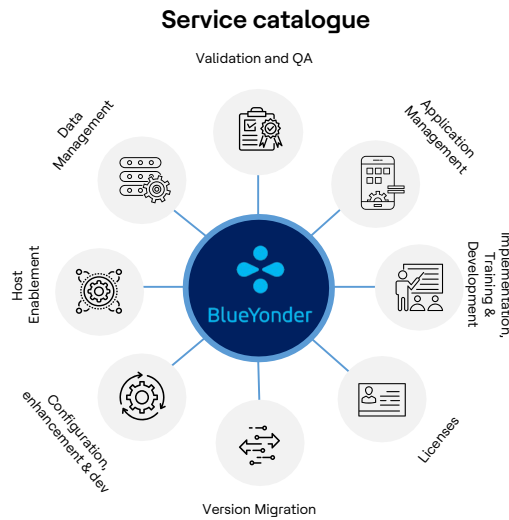 Service catalogue
Validation and QA
Application
Management
Implementation,
Training &
Development
Licenses
Version Migration
Configuration,
enhancement & dev
Host
Enablement
Data
Management
BlueYonder